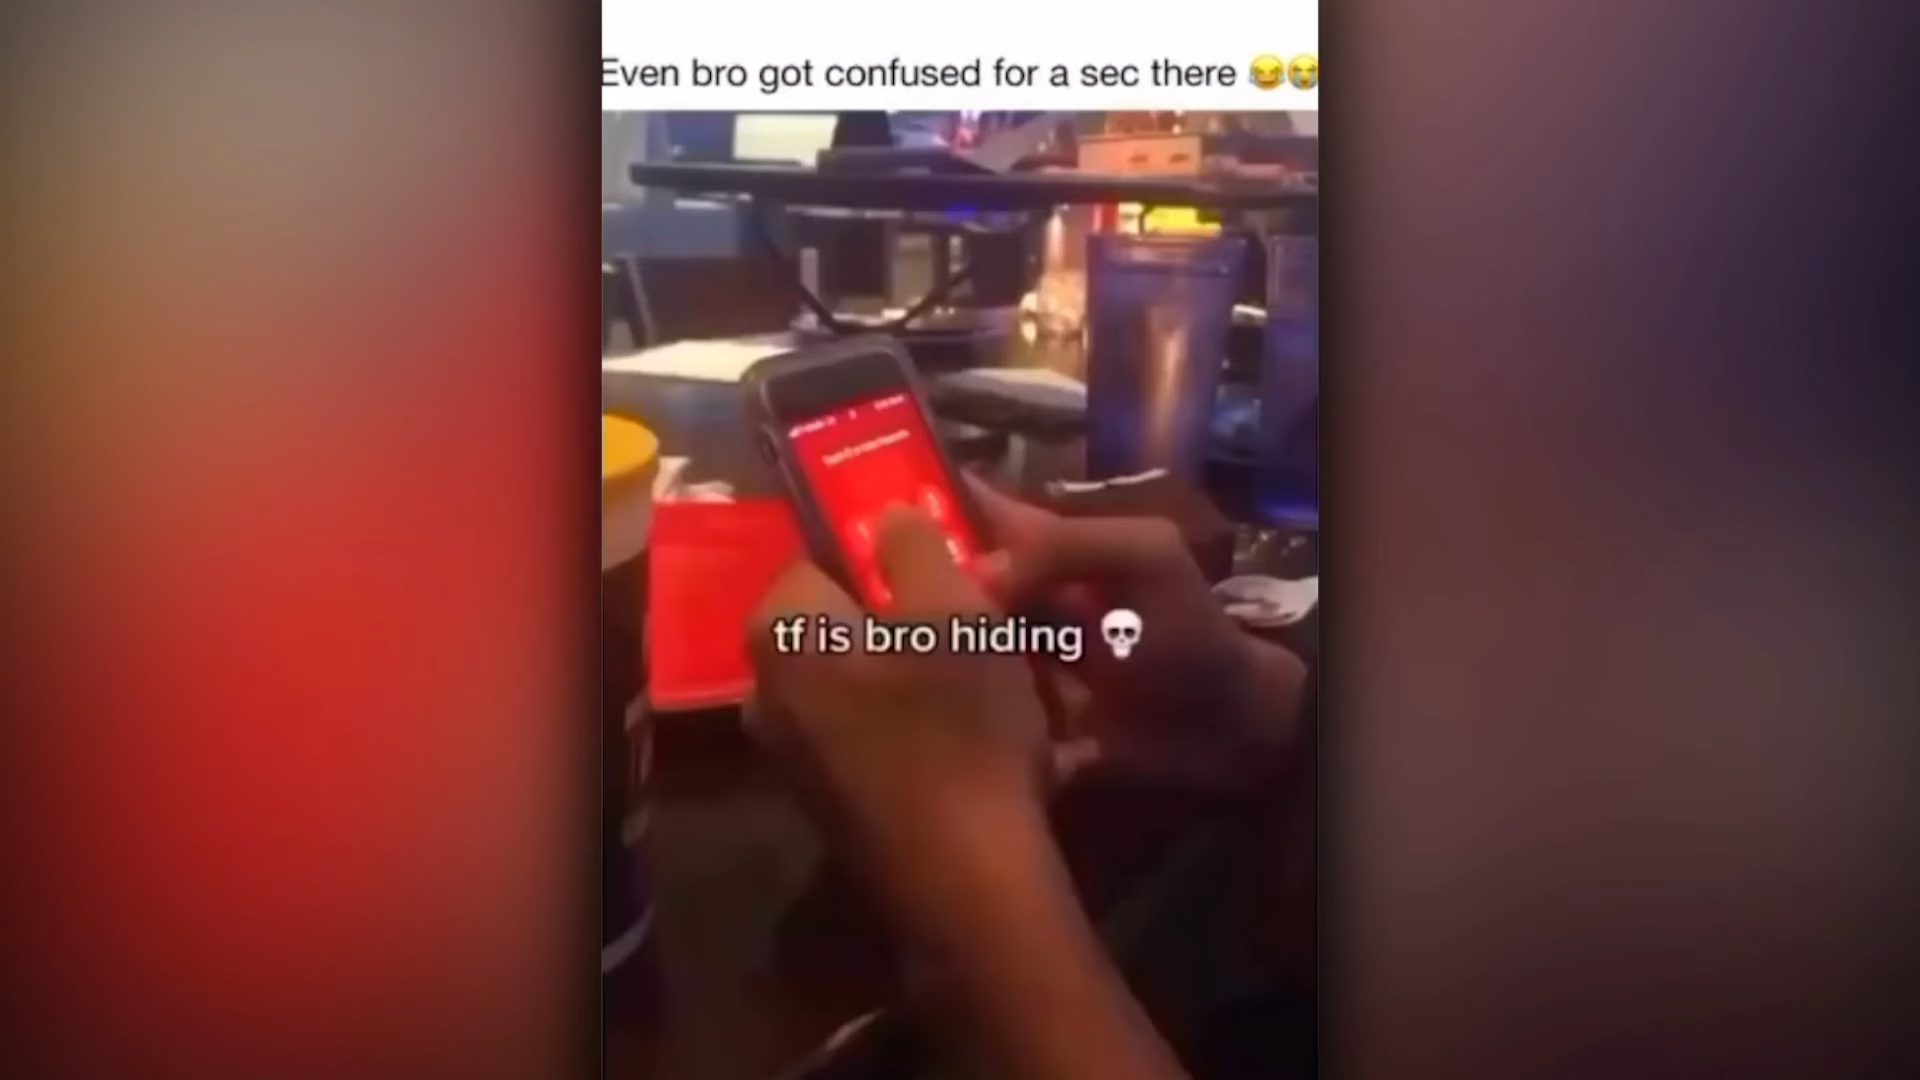 Even bro got confused for a sec there 😂😭
tf is bro hiding 💀